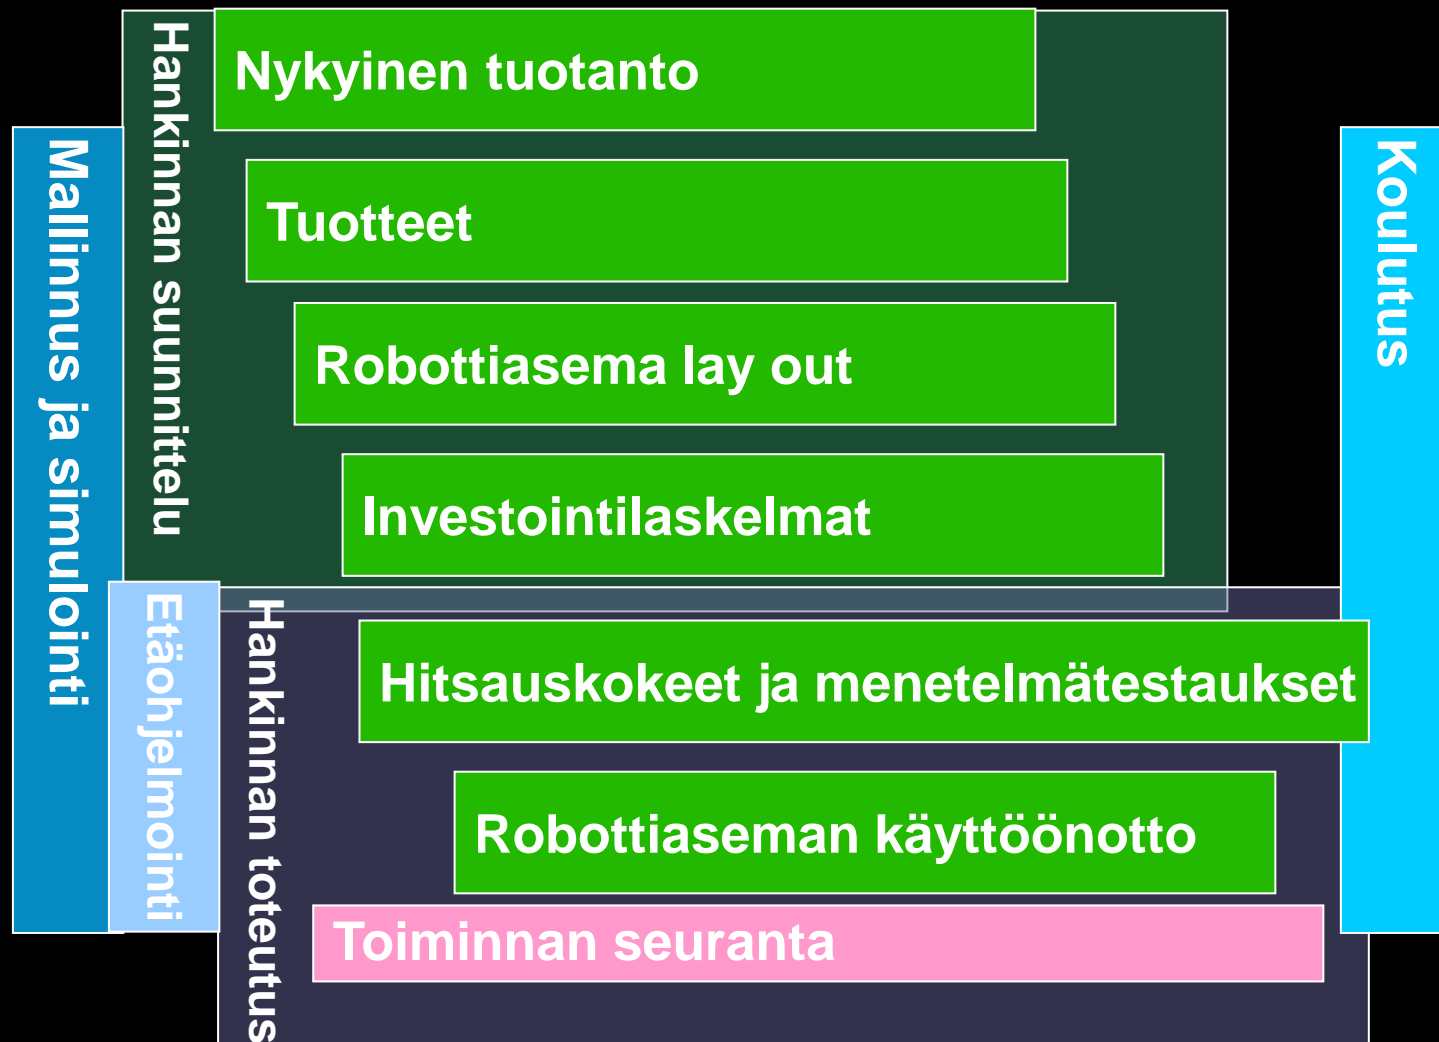 Mallinnus ja simulointi
Hankinnan suunnittelu
Nykyinen tuotanto
Tuotteet
Robottiasema lay out
Investointilaskelmat
Etäohjelmointi
Hankinnan toteutus
Hitsauskokeet ja menetelmätestaukset
Robottiaseman käyttöönotto
Toiminnan seuranta
Koulutus